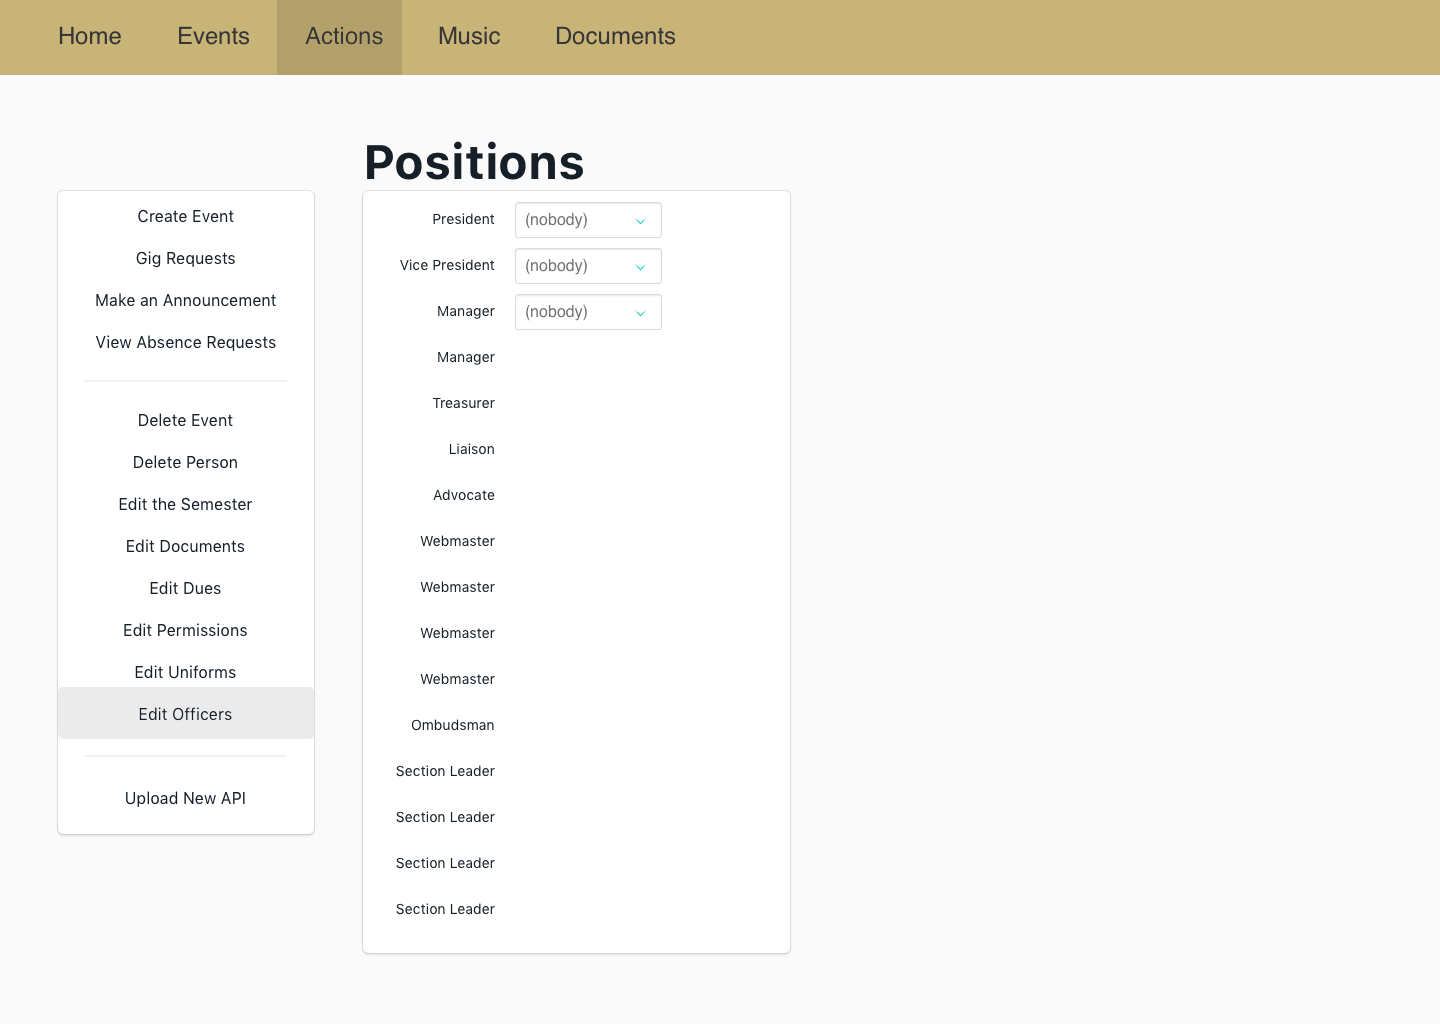 Home Events Actions Music Documents
Positions
Create Event
Gig Requests
Make an Announcement
View Absence Requests
Delete Event
Delete Person
Edit the Semester
Edit Documents
Edit Dues
Edit Permissions
Edit Uniforms
Edit Officers
Upload New API
President (nobody)
Vice President (nobody)
Manager (nobody)
Manager
Treasurer
Liaison
Advocate
Webmaster
Webmaster
Webmaster
Webmaster
Ombudsman
Section Leader
Section Leader
Section Leader
Section Leader